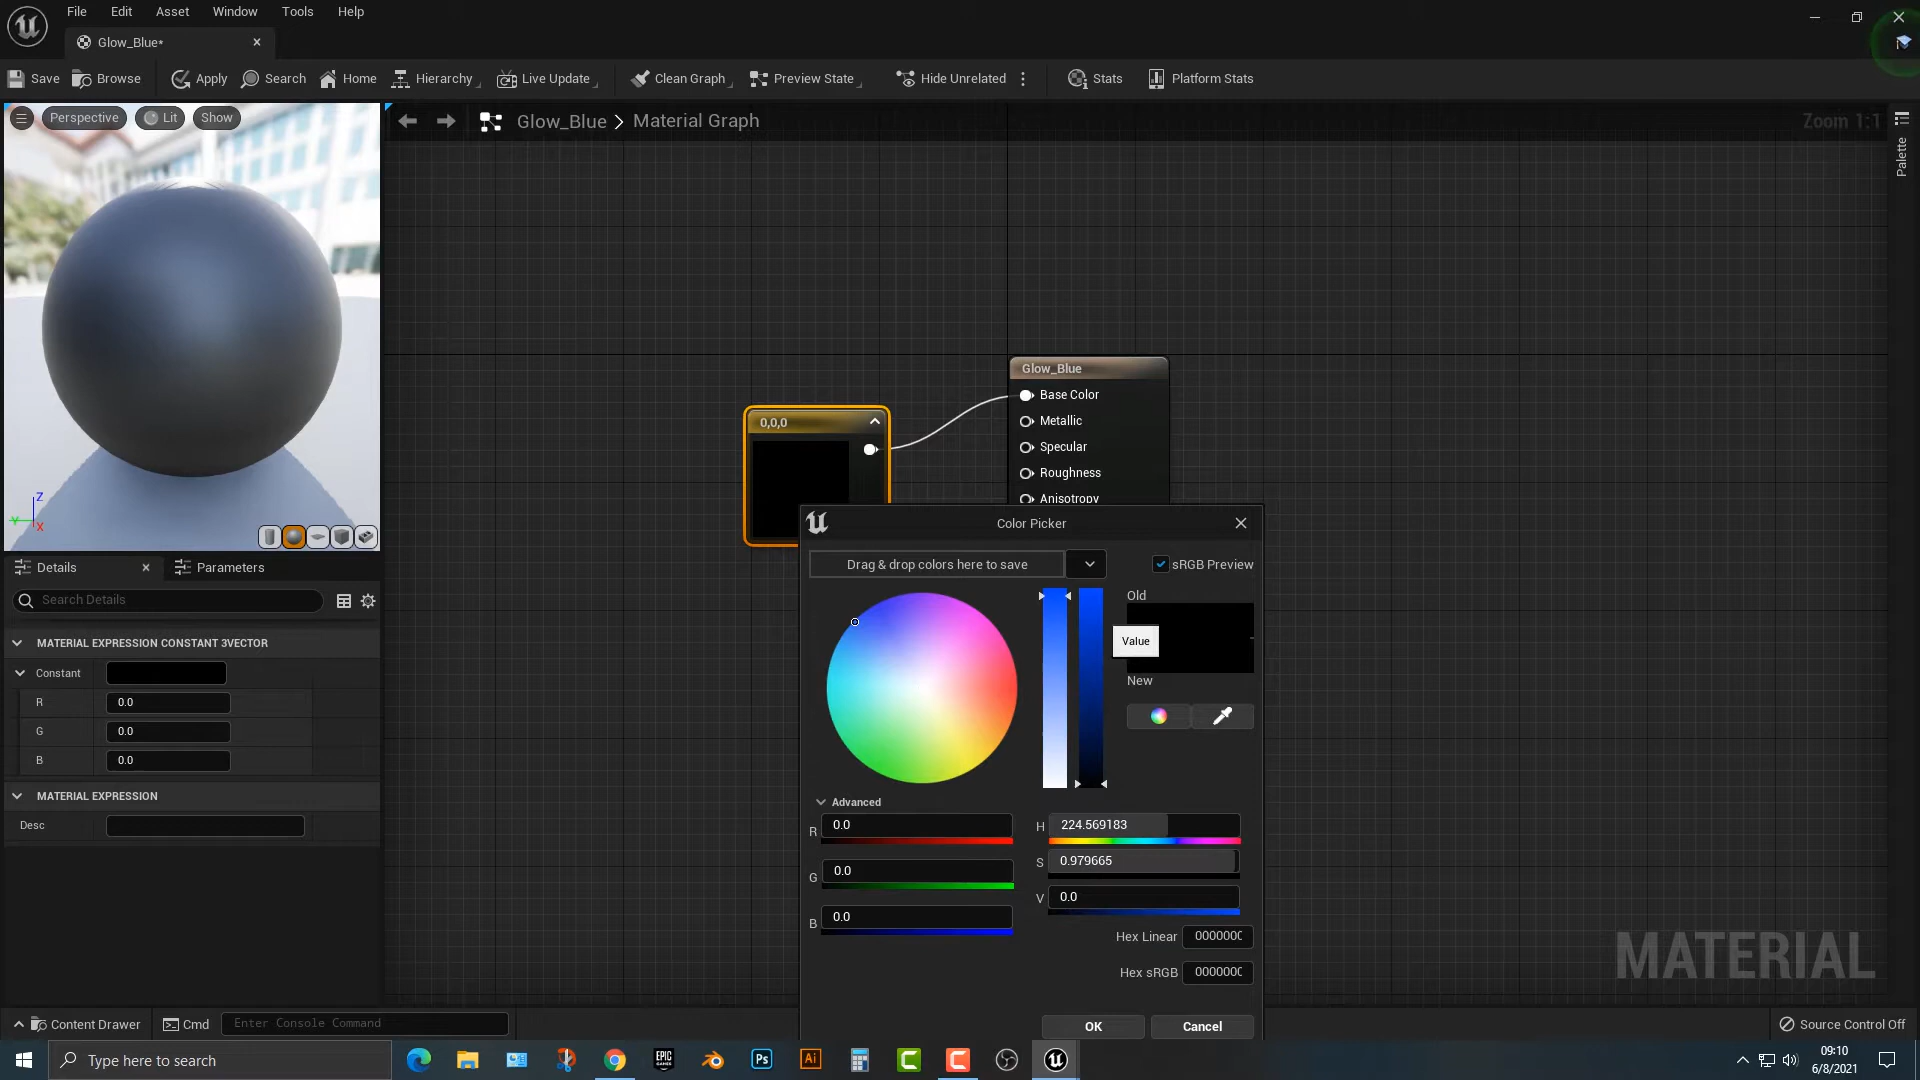 File Edit Asset Window Tools Help
Glow_Blue*
Save Browse Apply Search Home Hierarchy Live Update Clean Graph Preview State Hide Unrelated Stats Platform Stats
Perspective Lit Show
Glow_Blue > Material Graph
Zoom 1:1
Palette
Glow_Blue
Base Color
Metallic
Specular
Roughness
Anisotropy
0,0,0
Z
Y
X
Details Parameters
Search Details
MATERIAL EXPRESSION CONSTANT 3VECTOR
Constant
R 0.0
G 0.0
B 0.0
MATERIAL EXPRESSION
Desc
Color Picker
Drag & drop colors here to save
sRGB Preview
Old
Value
New
Advanced
R 0.0
G 0.0
B 0.0
H 224.569183
S 0.979665
V 0.0
Hex Linear 000000
Hex sRGB 000000
OK Cancel
MATERIAL
Content Drawer Cmd Enter Console Command Source Control Off
Type here to search
EPIC GAMES
Ps
Ai
09:10
6/8/2021